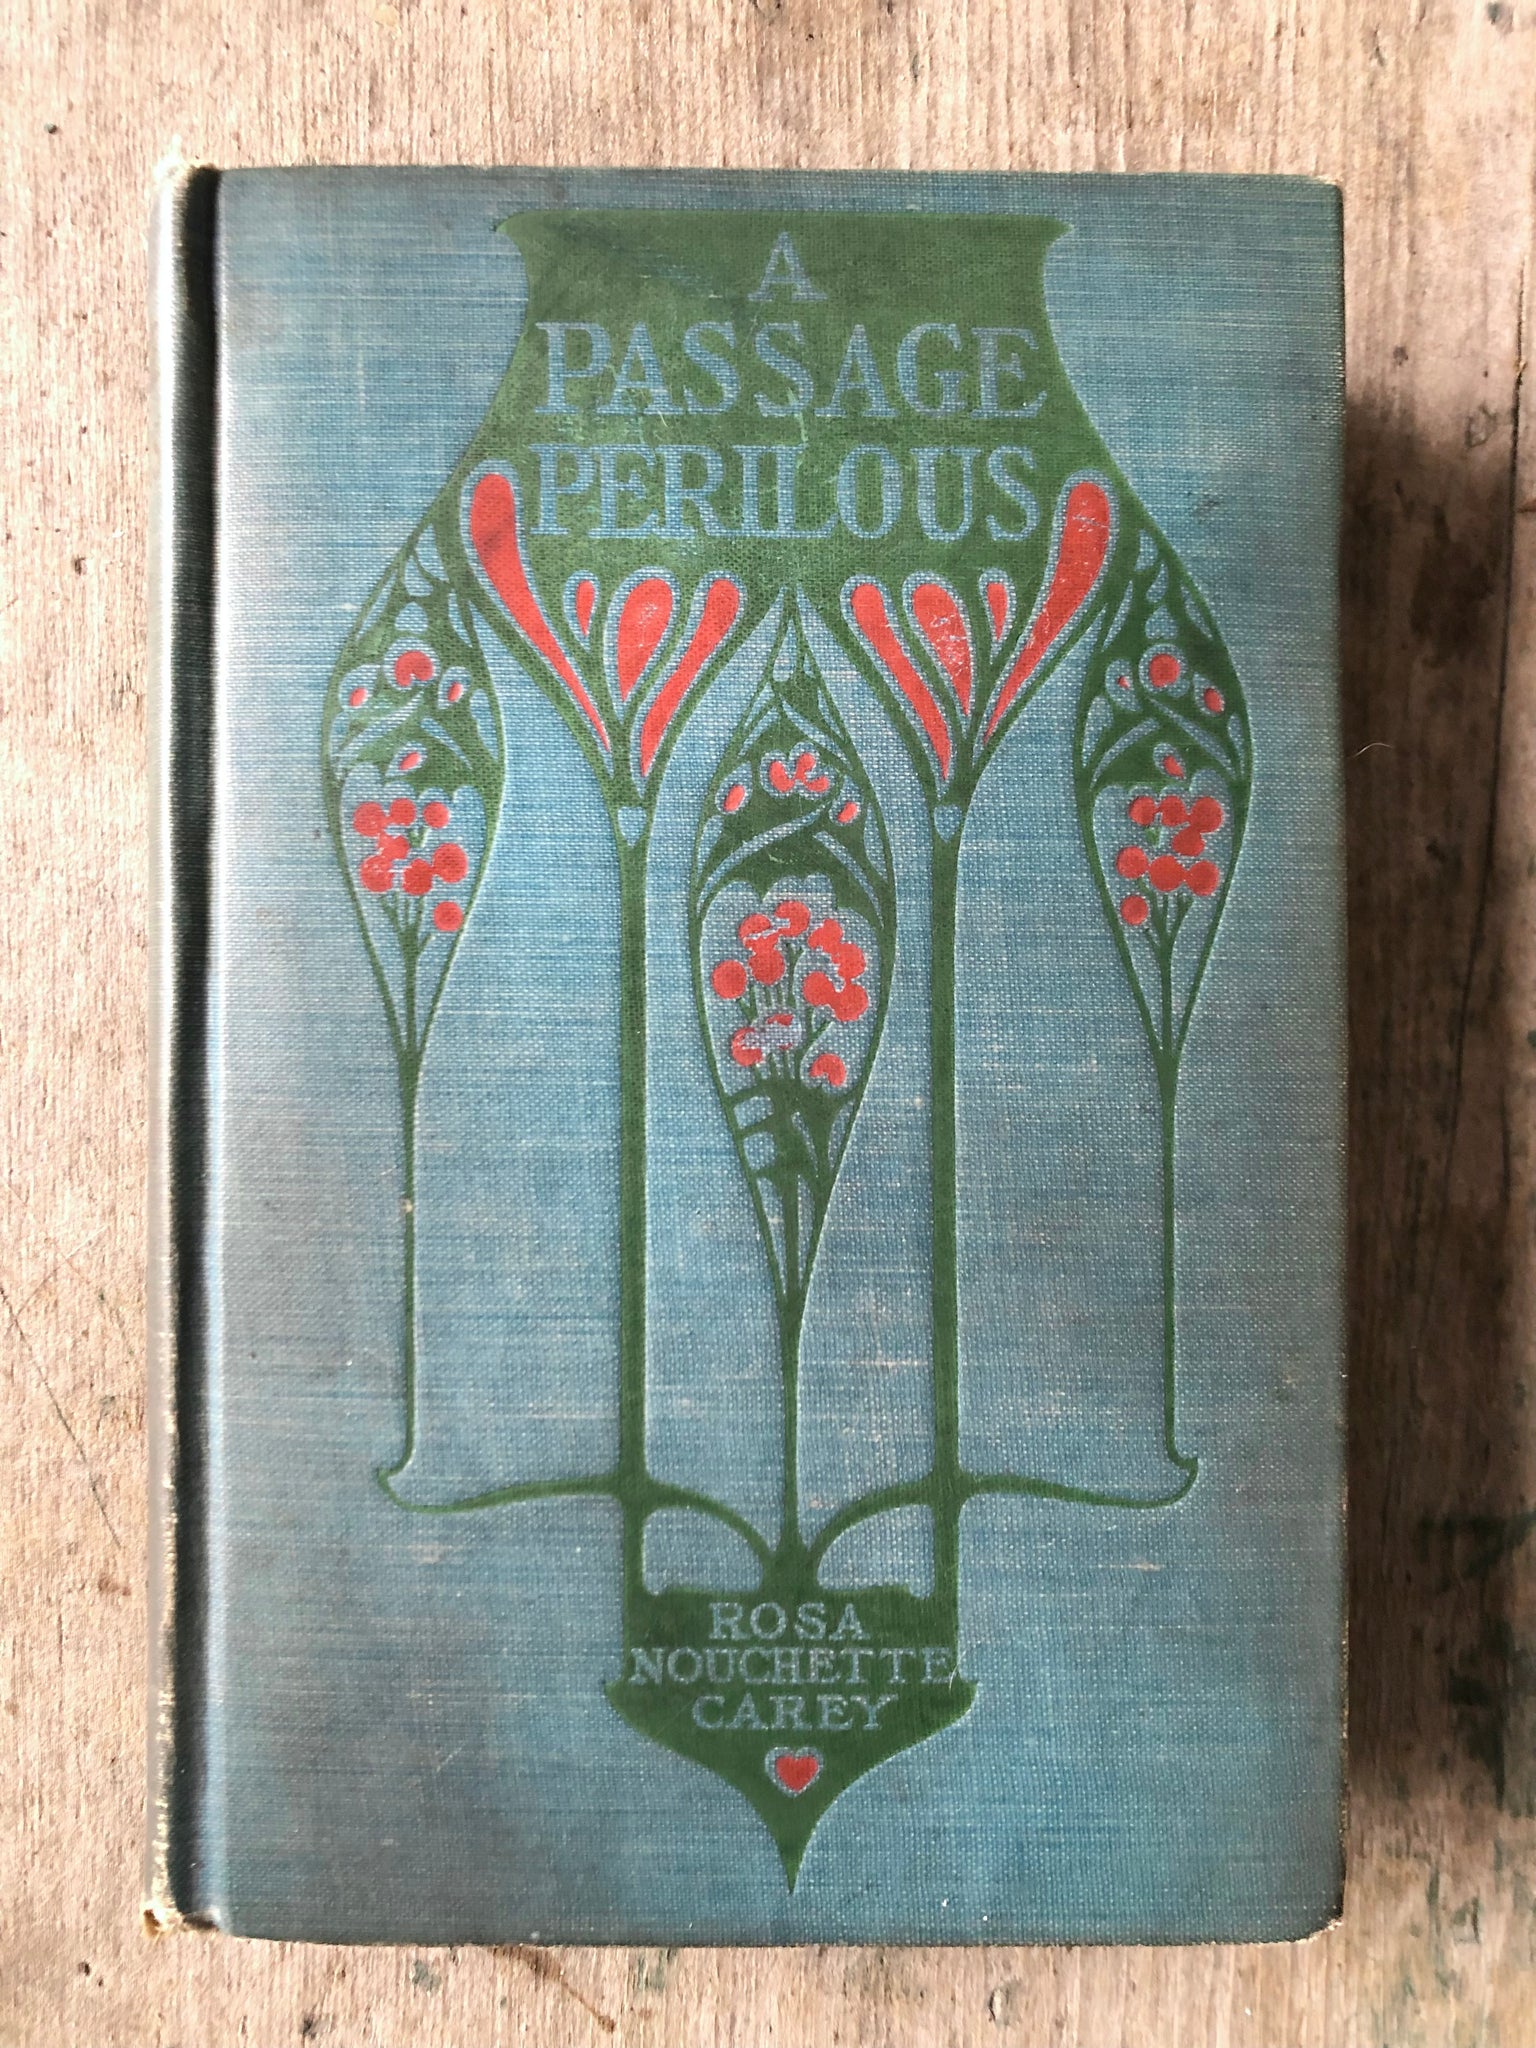 A
PASSAGE
PERILOUS
ROSA
NOUCHETTE
CAREY